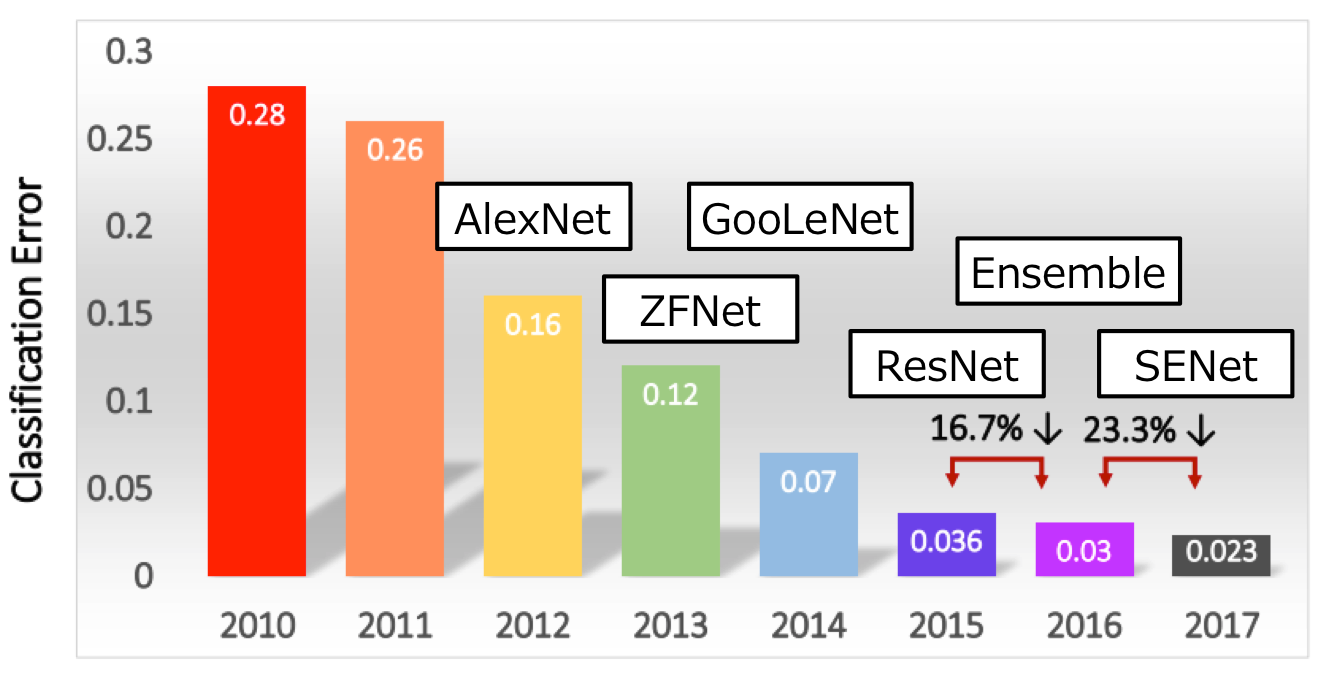 Classification Error
0.3
0.25
0.2
0.15
0.1
0.05
0
0.28
0.26
0.16
0.12
0.07
0.036
0.03
0.023
AlexNet
ZFNet
GooLeNet
ResNet
Ensemble
SENet
16.7% ↓ 23.3% ↓
2010 2011 2012 2013 2014 2015 2016 2017